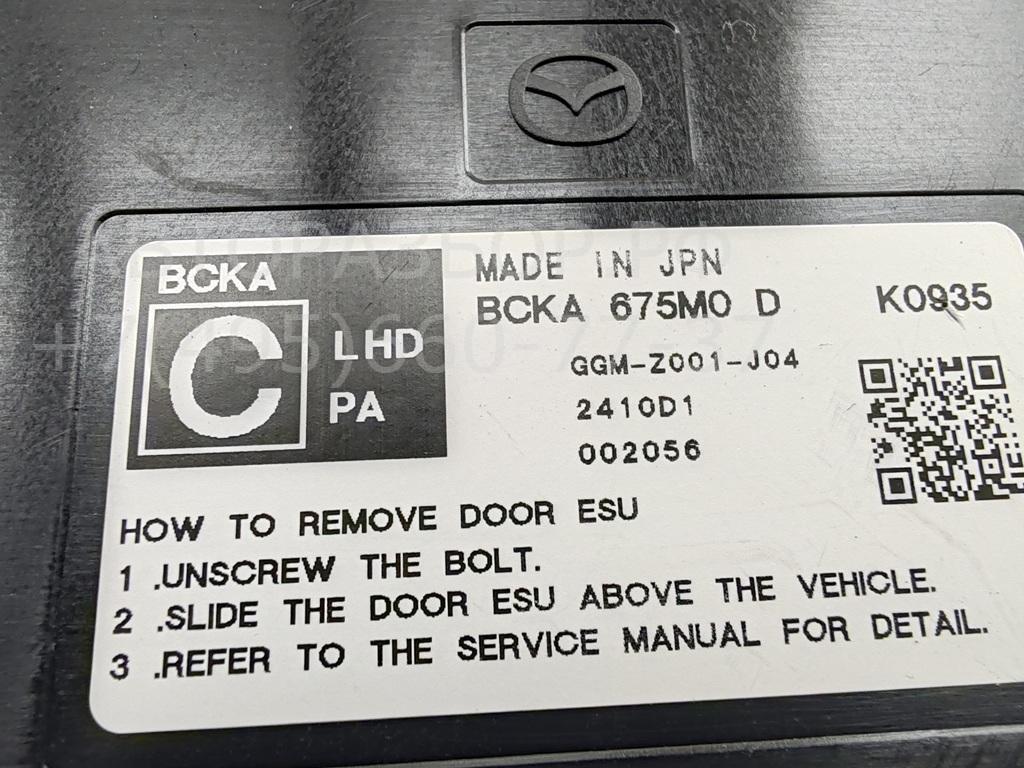 BCKA
C
LHD
PA
MADE IN JPN
BCKA 675M0 D
K0935
GGM-Z001-J04
2410D1
002056
HOW TO REMOVE DOOR ESU
1 .UNSCREW THE BOLT.
2 .SLIDE THE DOOR ESU ABOVE THE VEHICLE.
3 .REFER TO THE SERVICE MANUAL FOR DETAIL.